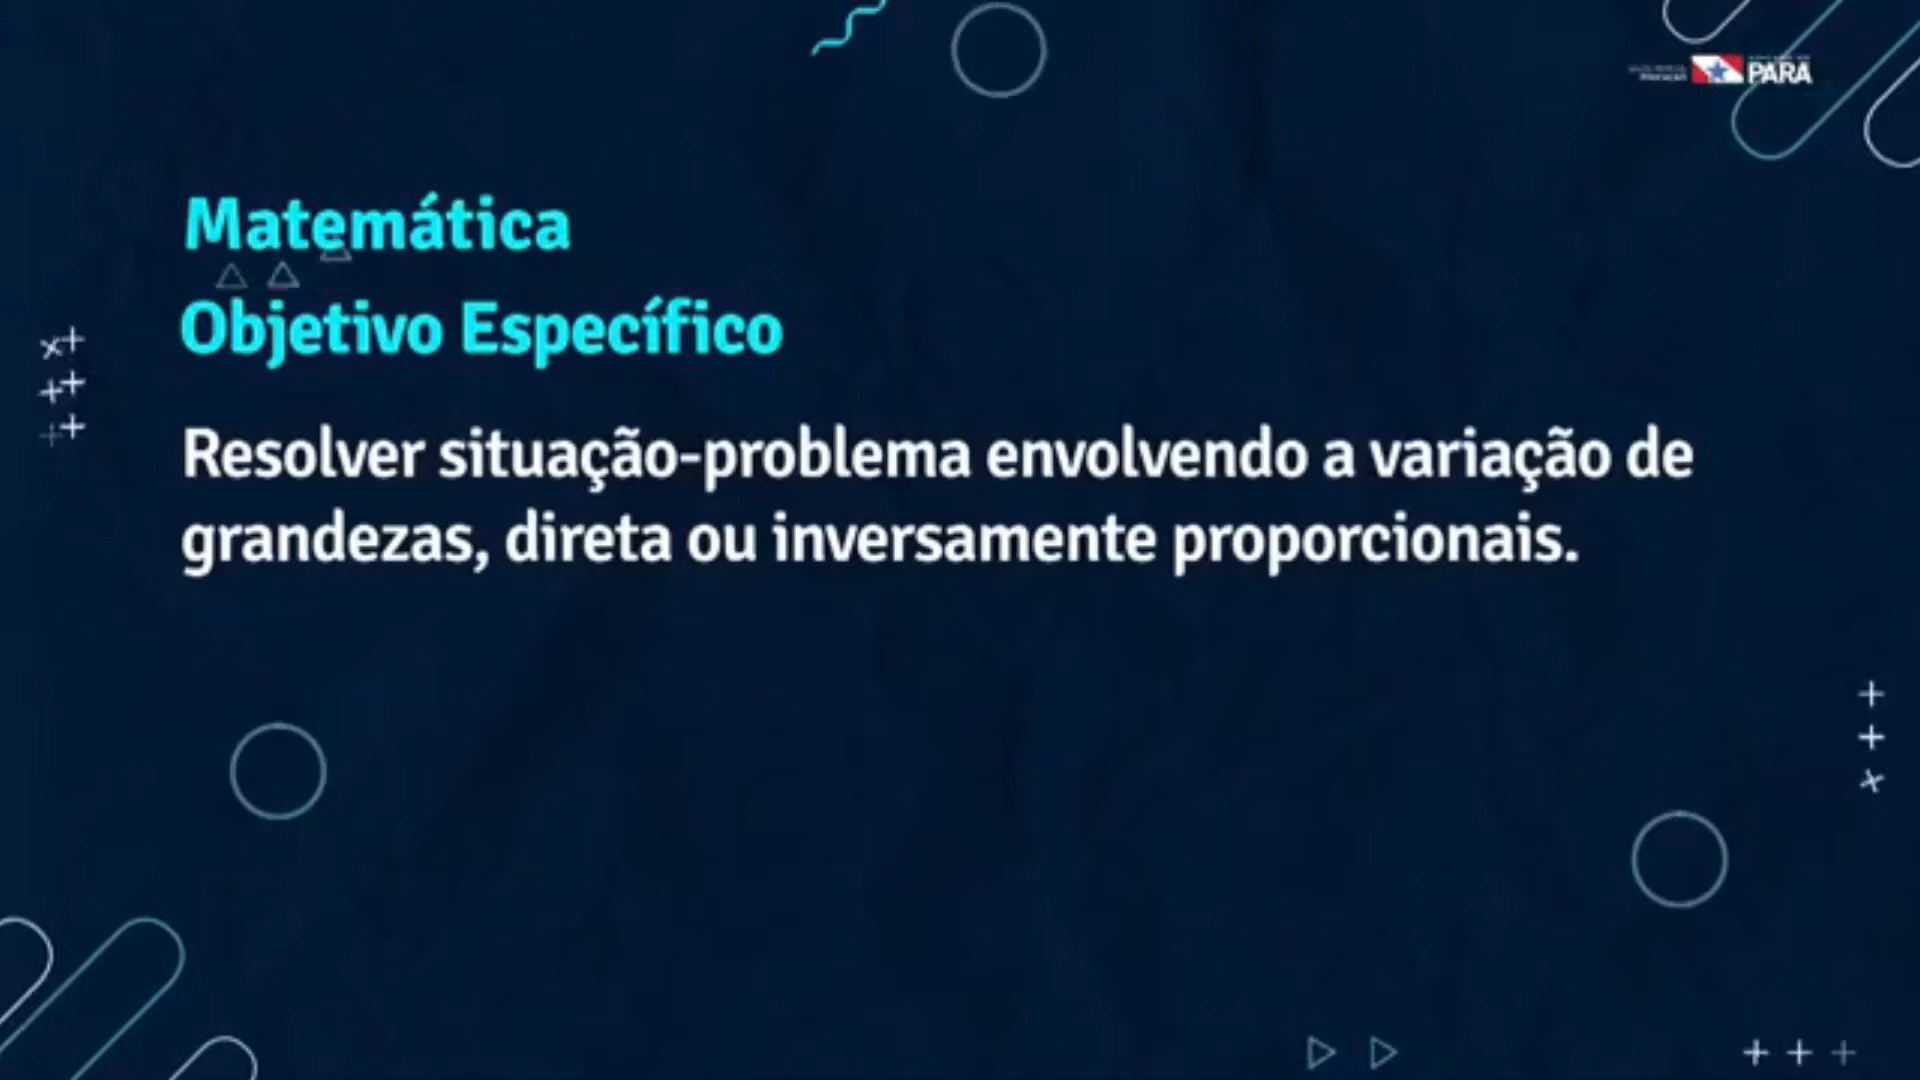 PARÁ
Matemática
Objetivo Específico
Resolver situação-problema envolvendo a variação de
grandezas, direta ou inversamente proporcionais.